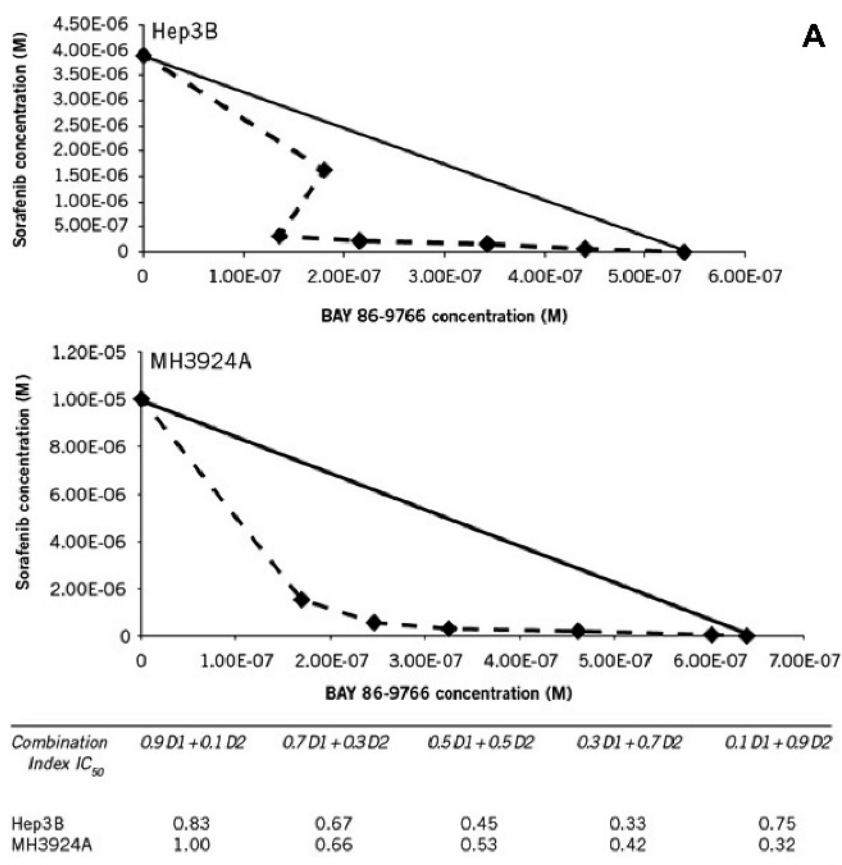 A
Hep3B
Sorafenib concentration (M)
4.50E-06
4.00E-06
3.50E-06
3.00E-06
2.50E-06
2.00E-06
1.50E-06
1.00E-06
5.00E-07
0
0 1.00E-07 2.00E-07 3.00E-07 4.00E-07 5.00E-07 6.00E-07
BAY 86-9766 concentration (M)
MH3924A
Sorafenib concentration (M)
1.20E-05
1.00E-05
8.00E-06
6.00E-06
4.00E-06
2.00E-06
0
0 1.00E-07 2.00E-07 3.00E-07 4.00E-07 5.00E-07 6.00E-07 7.00E-07
BAY 86-9766 concentration (M)
Combination 0.9 D1 + 0.1 D2 0.7 D1 + 0.3 D2 0.5 D1 + 0.5 D2 0.3 D1 + 0.7 D2 0.1 D1 + 0.9 D2
Index IC50
Hep3B 0.83 0.67 0.45 0.33 0.75
MH3924A 1.00 0.66 0.53 0.42 0.32